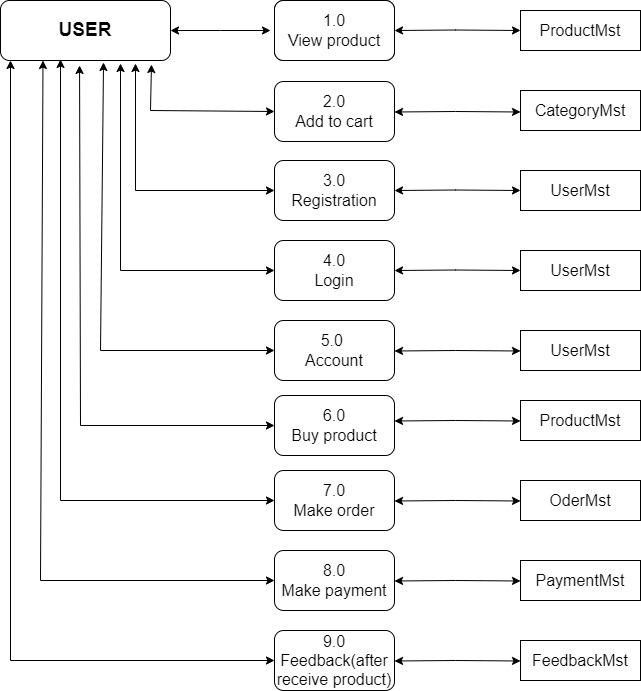 USER
1.0
View product
ProductMst
2.0
Add to cart
CategoryMst
3.0
Registration
UserMst
4.0
Login
UserMst
5.0
Account
UserMst
6.0
Buy product
ProductMst
7.0
Make order
OderMst
8.0
Make payment
PaymentMst
9.0
Feedback(after
receive product)
FeedbackMst